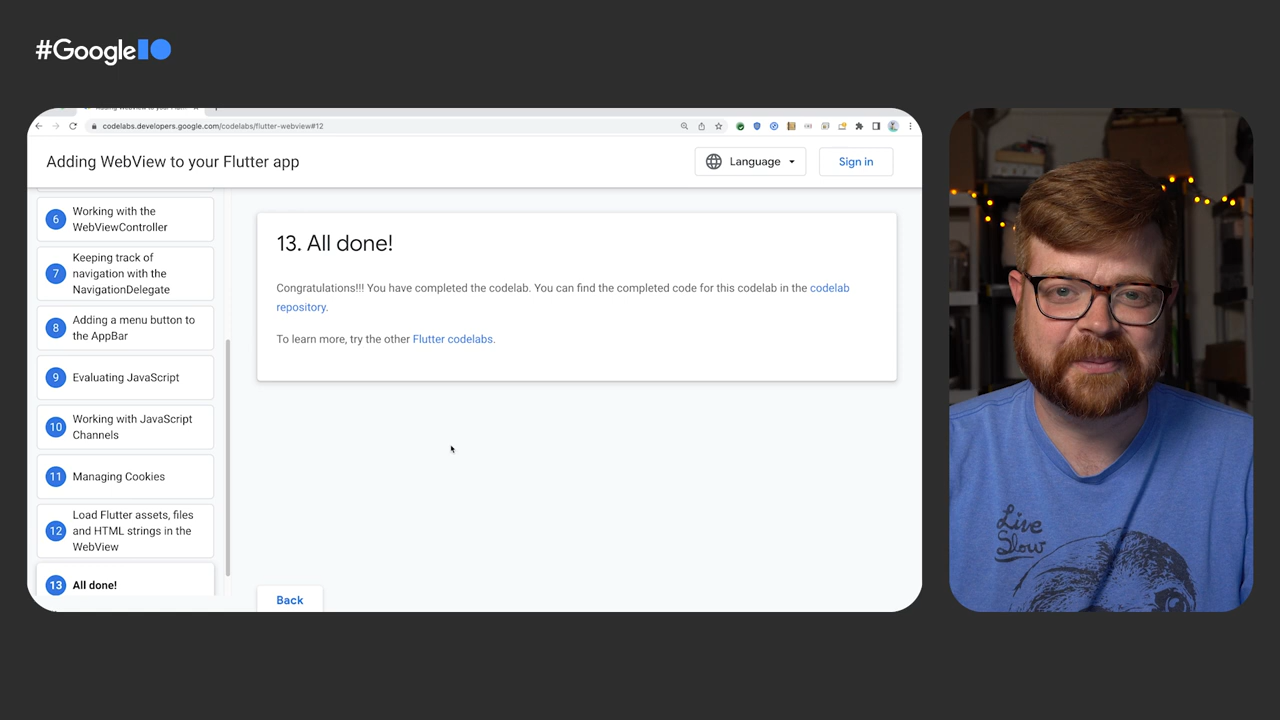 #GoogleIO
codelabs.developers.google.com/codelabs/flutter-webview#12
Adding WebView to your Flutter app
Language
Sign in
6 Working with the
WebViewController
7 Keeping track of
navigation with the
NavigationDelegate
8 Adding a menu button to
the AppBar
9 Evaluating JavaScript
10 Working with JavaScript
Channels
11 Managing Cookies
12 Load Flutter assets, files
and HTML strings in the
WebView
13 All done!
13. All done!
Congratulations!!! You have completed the codelab. You can find the completed code for this codelab in the codelab
repository.
To learn more, try the other Flutter codelabs.
Back
Live
Slow